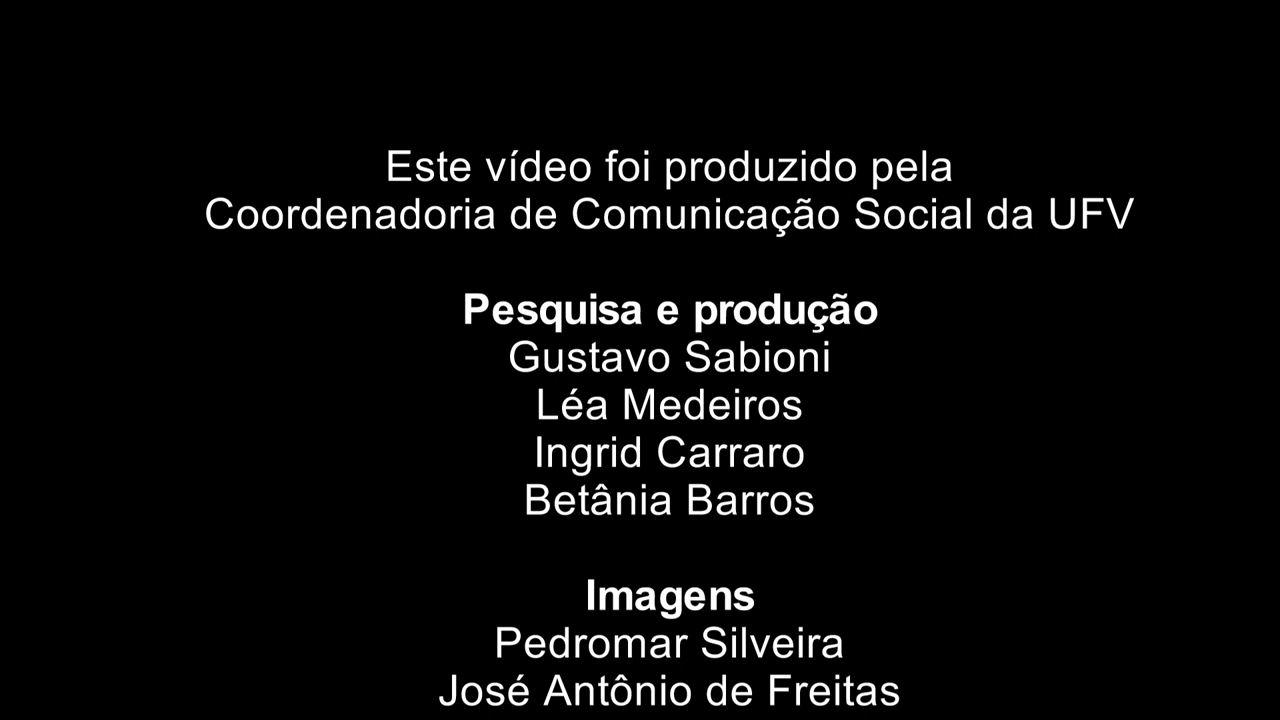 Este vídeo foi produzido pela
Coordenadoria de Comunicação Social da UFV
Pesquisa e produção
Gustavo Sabioni
Léa Medeiros
Ingrid Carraro
Betânia Barros
Imagens
Pedromar Silveira
José Antônio de Freitas